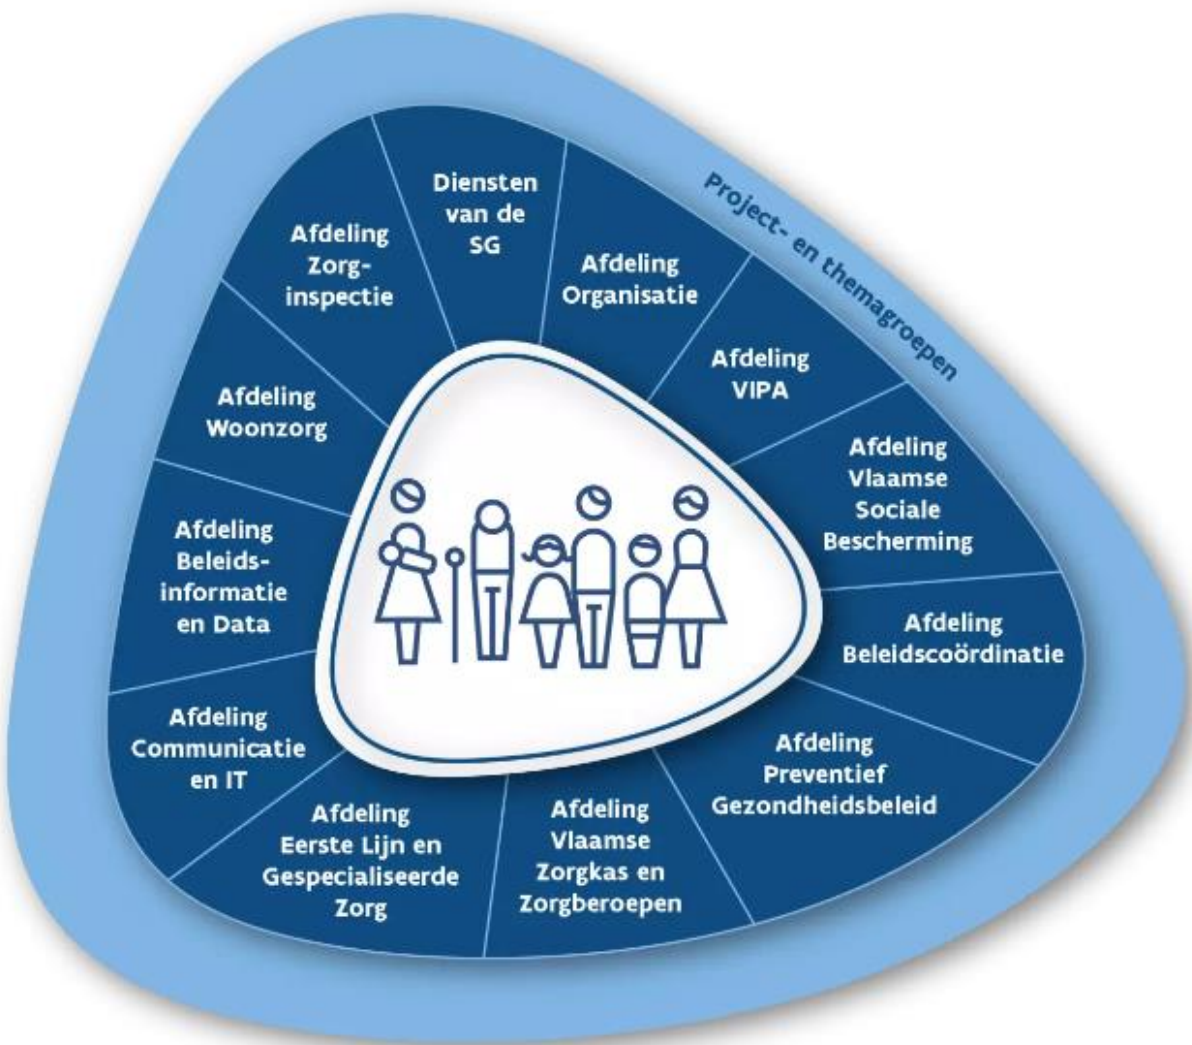 Diensten
van de
SG
Afdeling
Organisatie
Project- en themagroepen
Afdeling
VIPA
Afdeling
Vlaamse
Sociale
Bescherming
Afdeling
Beleidscoördinatie
Afdeling
Preventief
Gezondheidsbeleid
Afdeling
Vlaamse
Zorgkas en
Zorgberoepen
Afdeling
Eerste Lijn en
Gespecialiseerde
Zorg
Afdeling
Communicatie
en IT
Afdeling
Beleids-
informatie
en Data
Afdeling
Woonzorg
Afdeling
Zorg-
inspectie